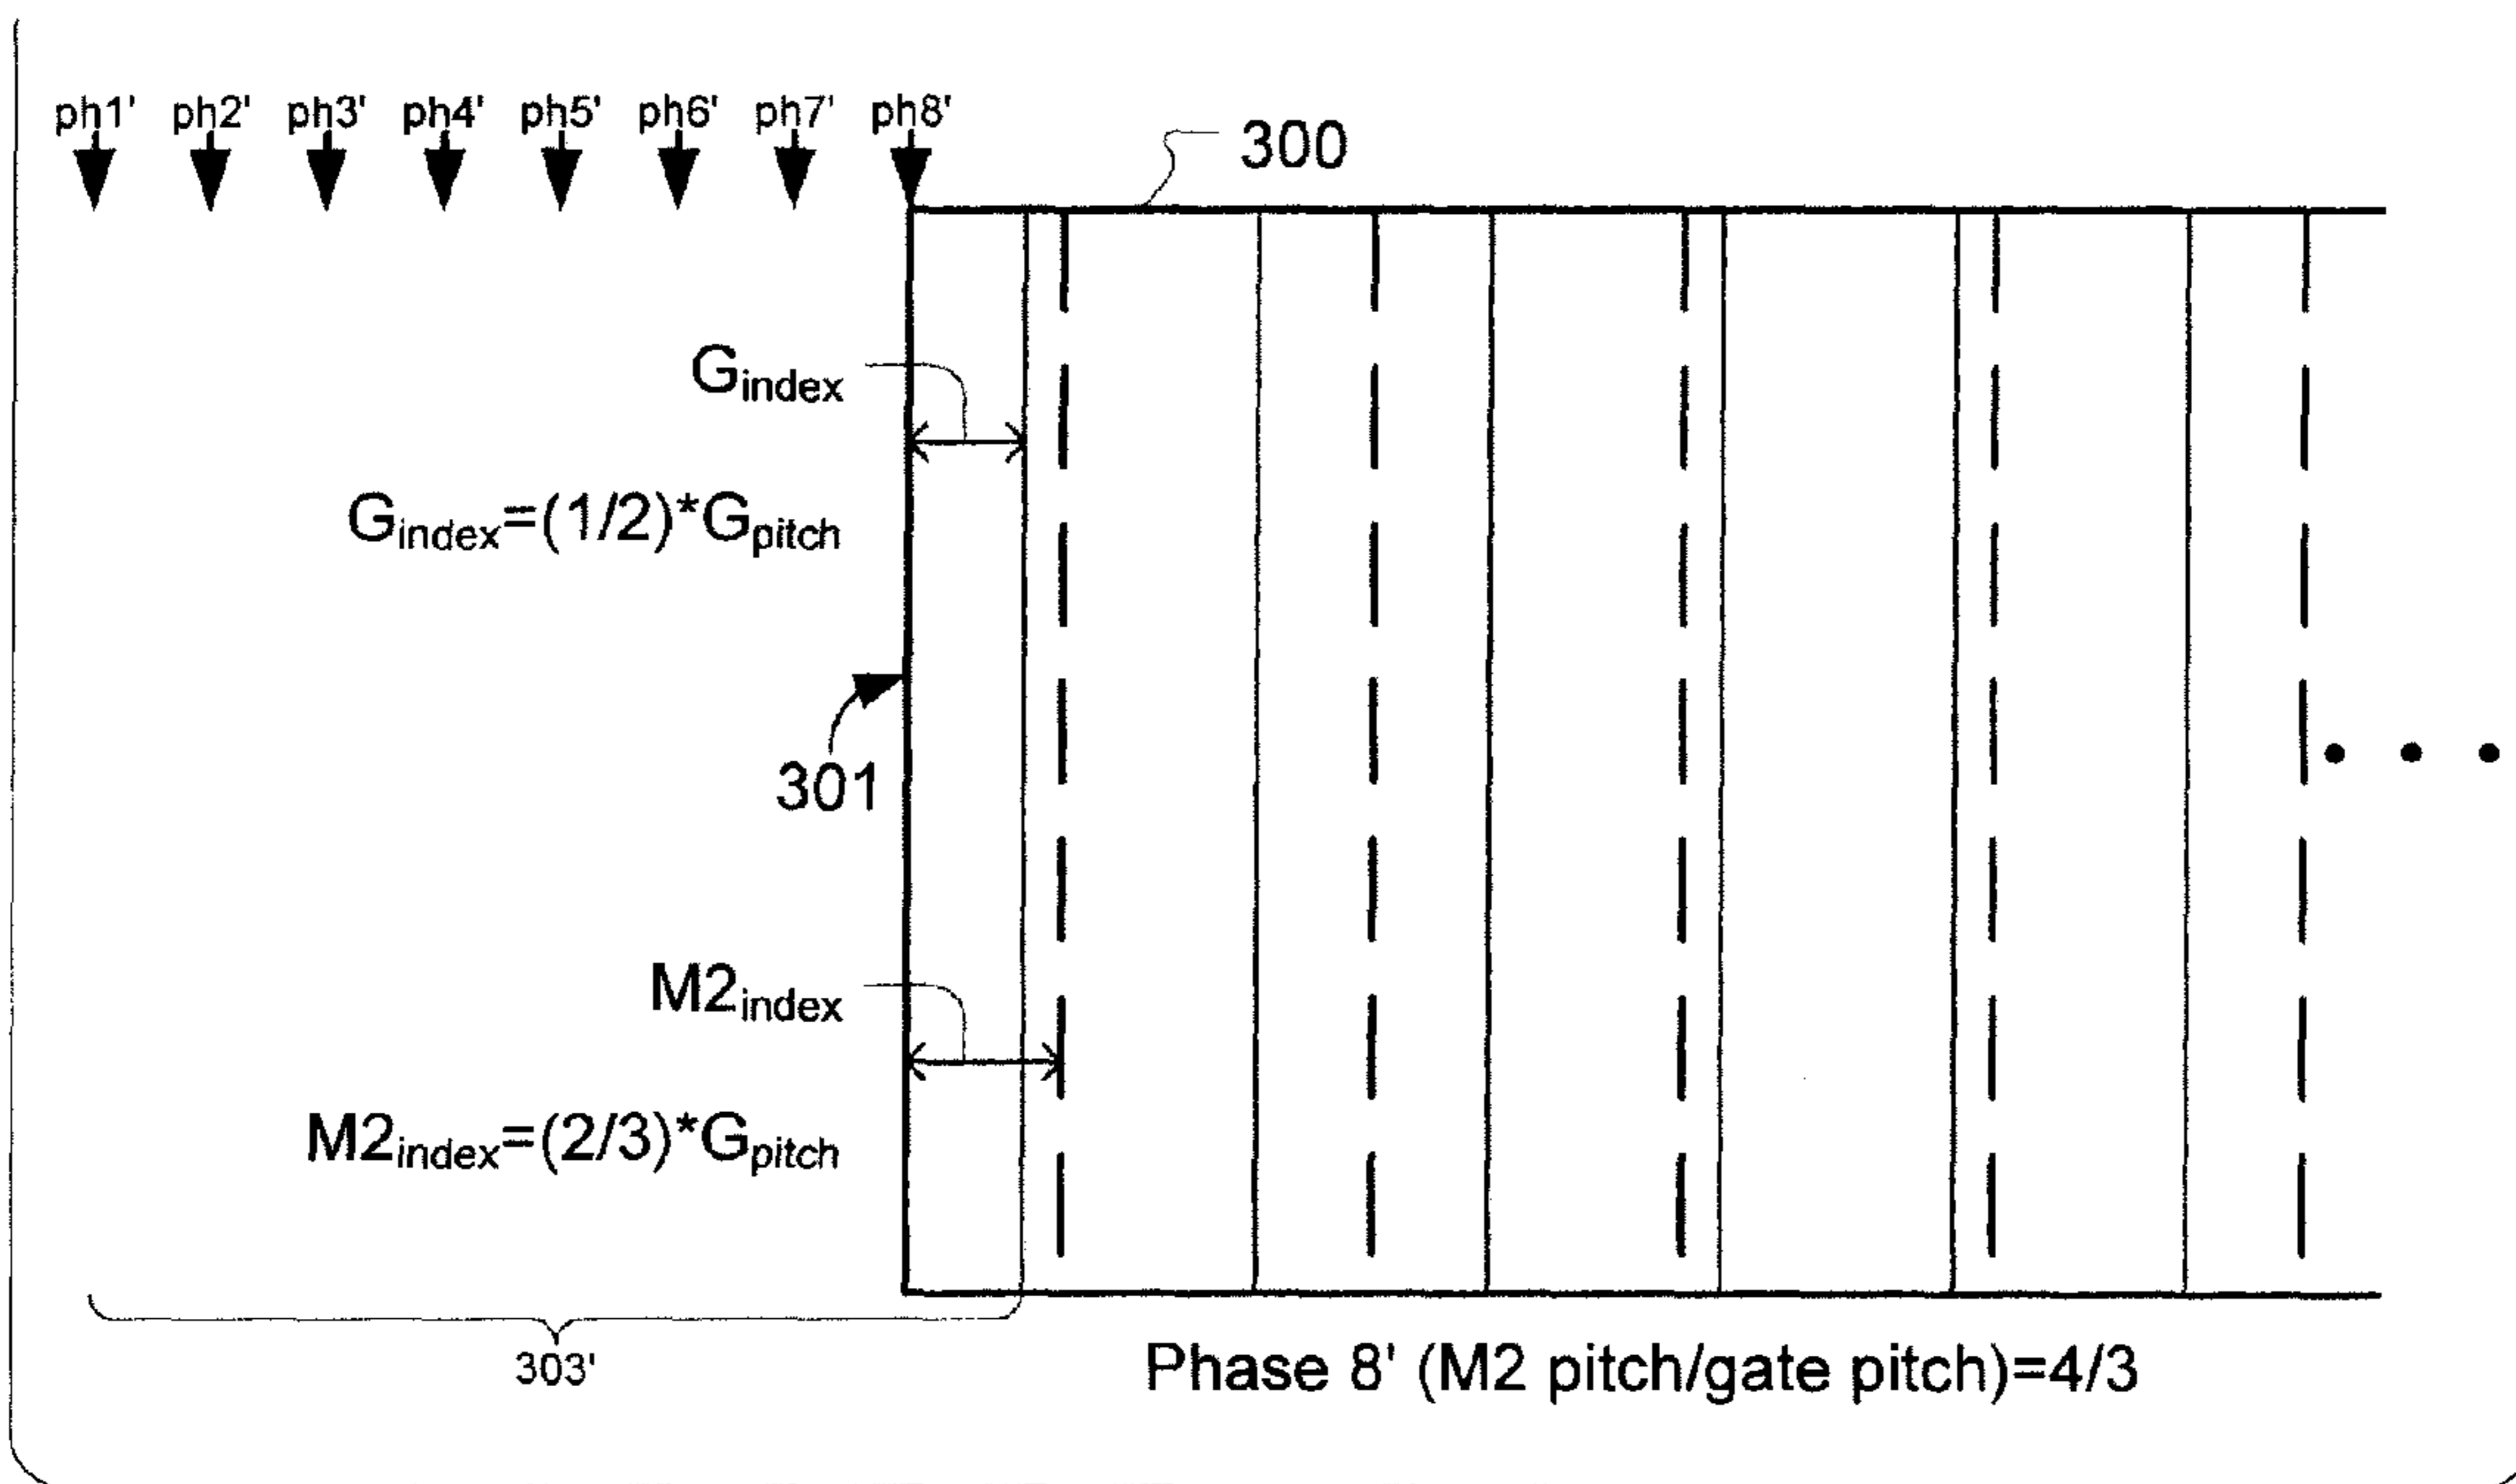 ph1' ph2' ph3' ph4' ph5' ph6' ph7' ph8'
300
Gindex
Gindex=(1/2)*Gpitch
301
M2index
M2index=(2/3)*Gpitch
303'
Phase 8' (M2 pitch/gate pitch)=4/3